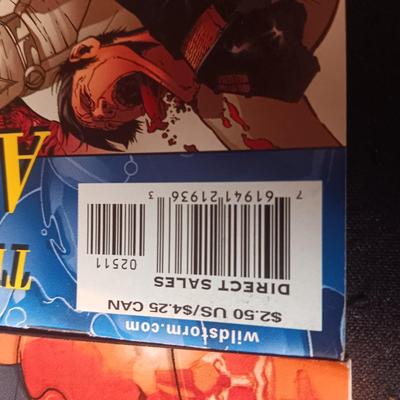 wildstorm.com
$2.50 US/$4.25 CAN
DIRECT SALES
02511
7 61941 21936 3